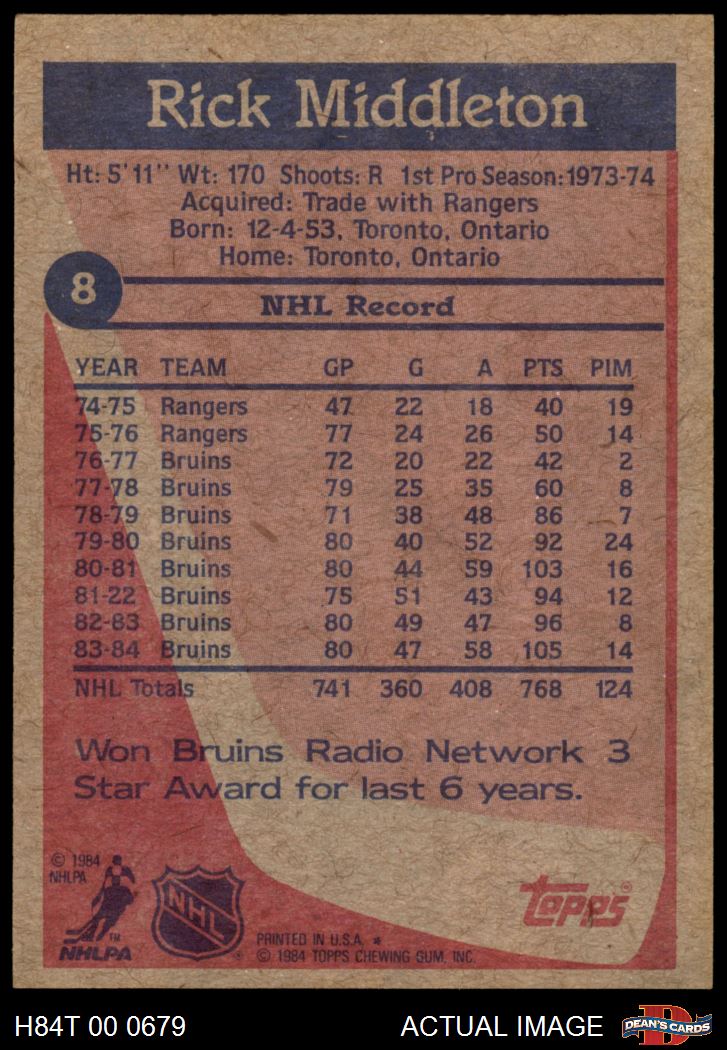 Rick Middleton
Ht: 5'11" Wt: 170 Shoots: R 1st Pro Season: 1973-74
Acquired: Trade with Rangers
Born: 12-4-53, Toronto, Ontario
Home: Toronto, Ontario
8
NHL Record
YEAR TEAM GP G A PTS PIM
74-75 Rangers 47 22 18 40 19
75-76 Rangers 77 24 26 50 14
76-77 Bruins 72 20 22 42 2
77-78 Bruins 79 25 35 60 8
78-79 Bruins 71 38 48 86 7
79-80 Bruins 80 40 52 92 24
80-81 Bruins 80 44 59 103 16
81-22 Bruins 75 51 43 94 12
82-83 Bruins 80 49 47 96 8
83-84 Bruins 80 47 58 105 14
NHL Totals 741 360 408 768 124
Won Bruins Radio Network 3
Star Award for last 6 years.
© 1984
NHLPA
TM
NHLPA
NHL
®
topps®
PRINTED IN U.S.A. *
© 1984 TOPPS CHEWING GUM, INC.
H84T 00 0679 ACTUAL IMAGE D DEAN'S CARDS